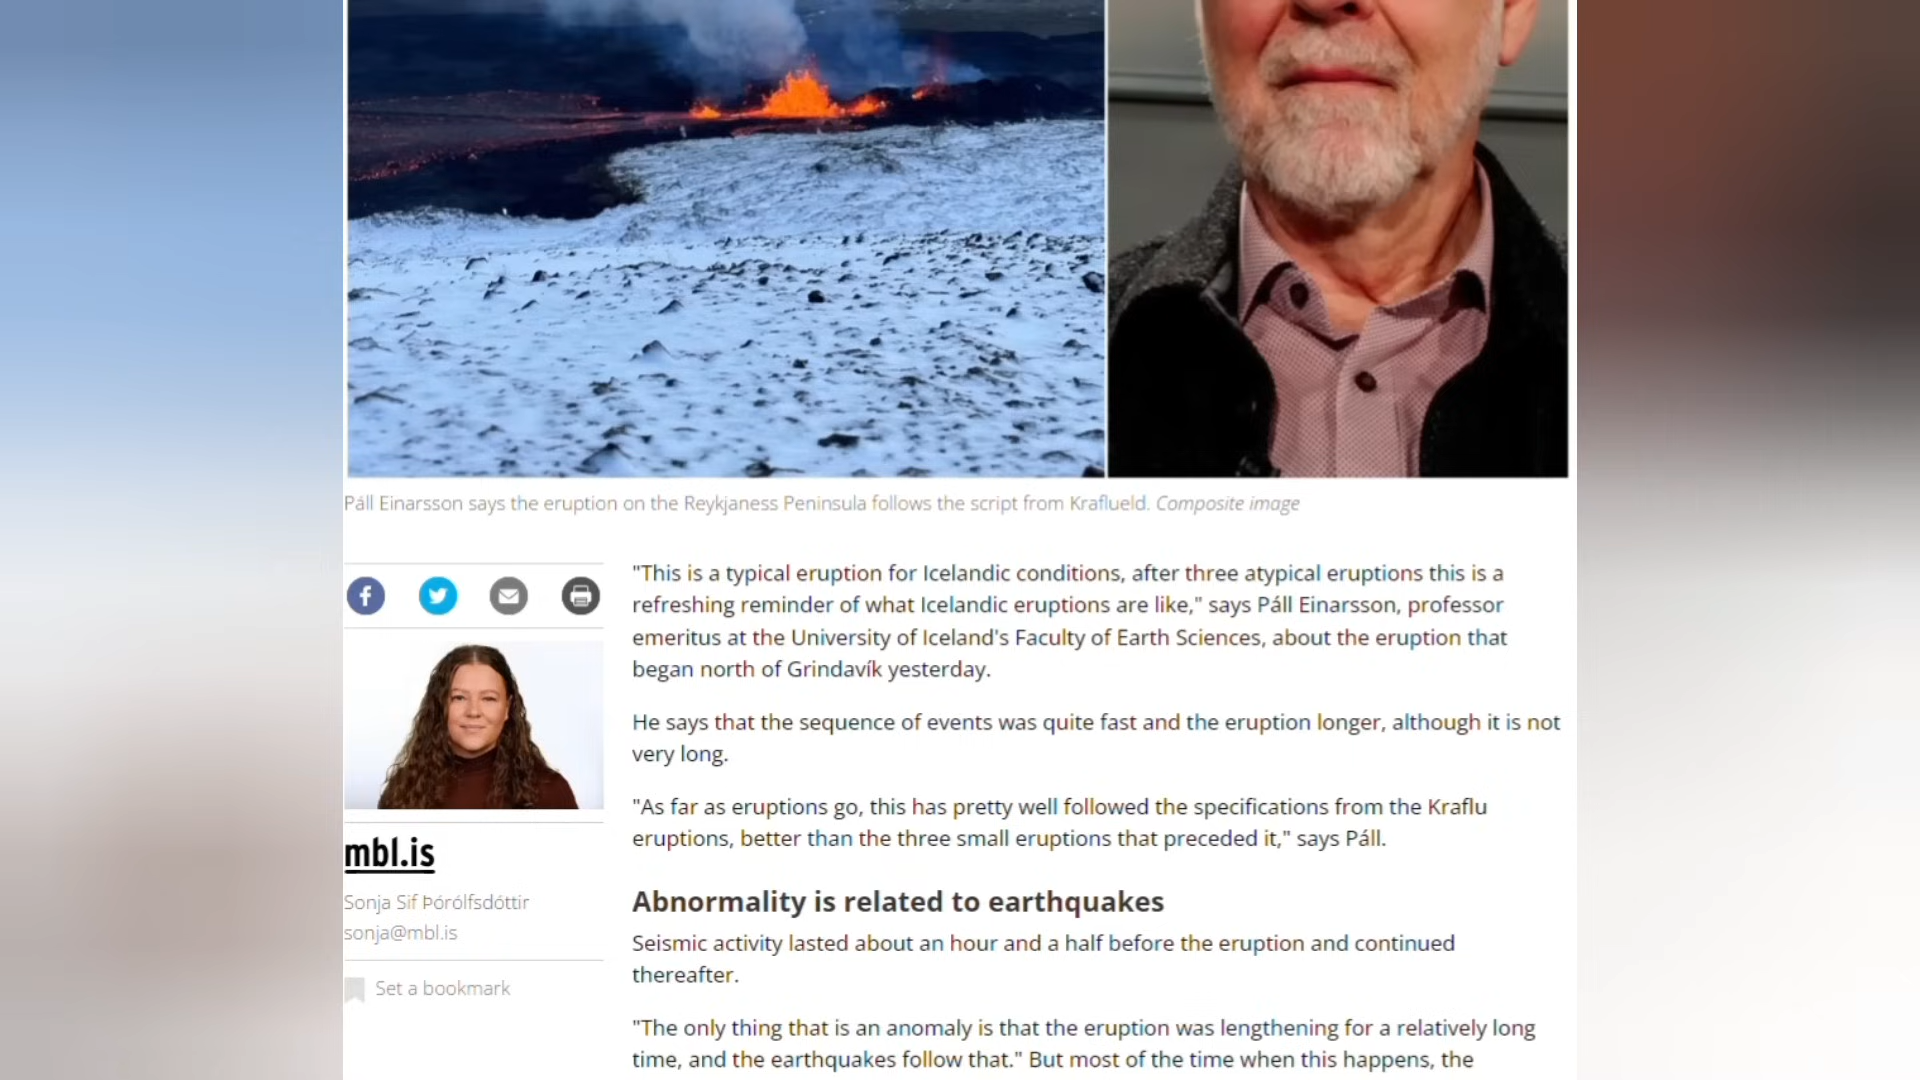 Páll Einarsson says the eruption on the Reykjaness Peninsula follows the script from Kraflueld. Composite image
"This is a typical eruption for Icelandic conditions, after three atypical eruptions this is a
refreshing reminder of what Icelandic eruptions are like," says Páll Einarsson, professor
emeritus at the University of Iceland's Faculty of Earth Sciences, about the eruption that
began north of Grindavík yesterday.
He says that the sequence of events was quite fast and the eruption longer, although it is not
very long.
"As far as eruptions go, this has pretty well followed the specifications from the Kraflu
eruptions, better than the three small eruptions that preceded it," says Páll.
Abnormality is related to earthquakes
Seismic activity lasted about an hour and a half before the eruption and continued
thereafter.
"The only thing that is an anomaly is that the eruption was lengthening for a relatively long
time, and the earthquakes follow that." But most of the time when this happens, the
mbl.is
Sonja Sif Þórólfsdóttir
sonja@mbl.is
Set a bookmark